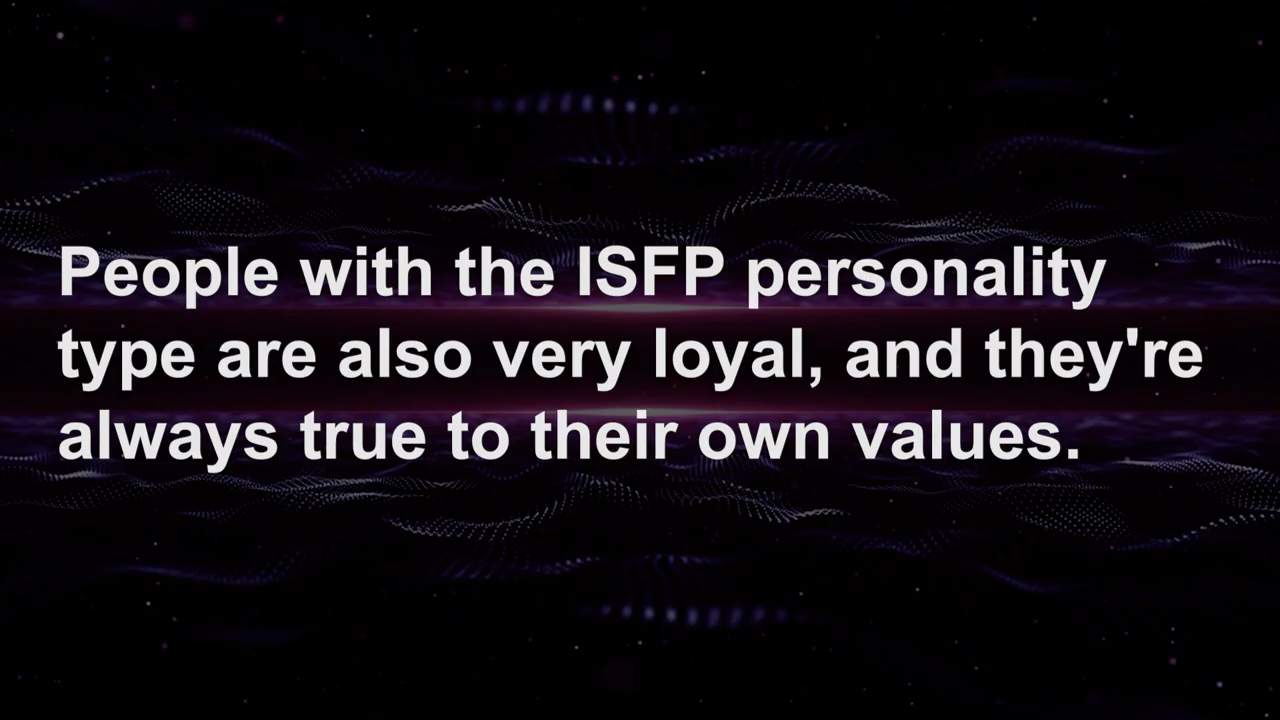 People with the ISFP personality
type are also very loyal, and they're
always true to their own values.